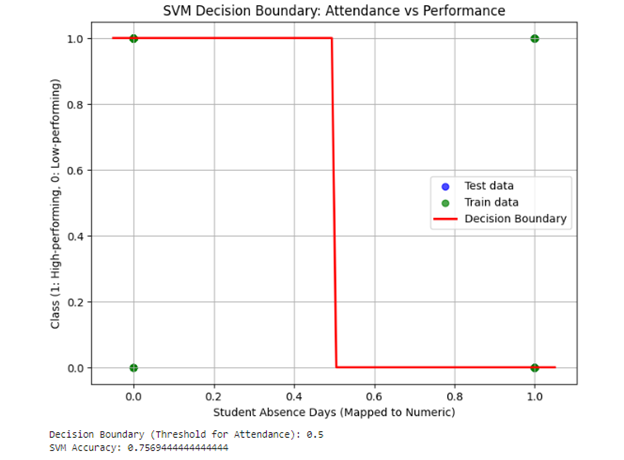 SVM Decision Boundary: Attendance vs Performance
Class (1: High-performing, 0: Low-performing)
1.0
0.8
0.6
0.4
0.2
0.0
Test data
Train data
Decision Boundary
0.0 0.2 0.4 0.6 0.8 1.0
Student Absence Days (Mapped to Numeric)
Decision Boundary (Threshold for Attendance): 0.5
SVM Accuracy: 0.7569444444444444